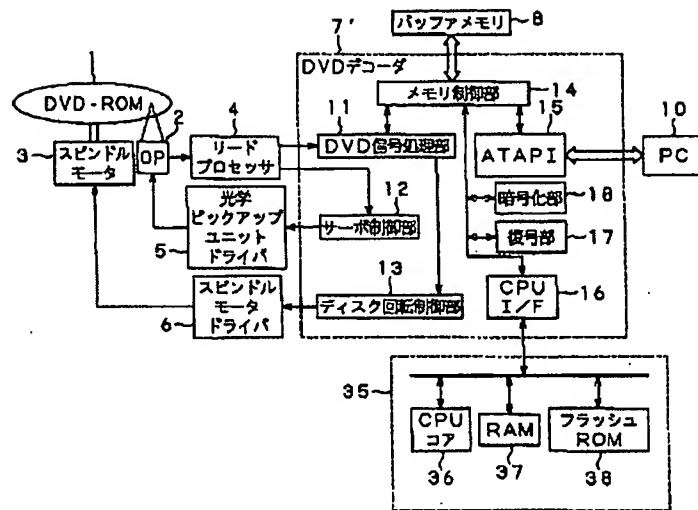 7'
バッファメモリ
8
DVDデコーダ
1
DVD-ROM
2
4
メモリ制御部
14
11
15
10
3
スピンドル
モータ
OP
リード
プロセッサ
DVD信号処理部
ATAPI
PC
12
暗号化部
18
光学
ピックアップ
ユニット
ドライバ
5
サーボ制御部
復号部
17
13
スピンドル
モータ
ドライバ
6
ディスク回転制御部
CPU
I/F
16
35
CPU
コア
RAM
フラッシュ
ROM
36
37
38